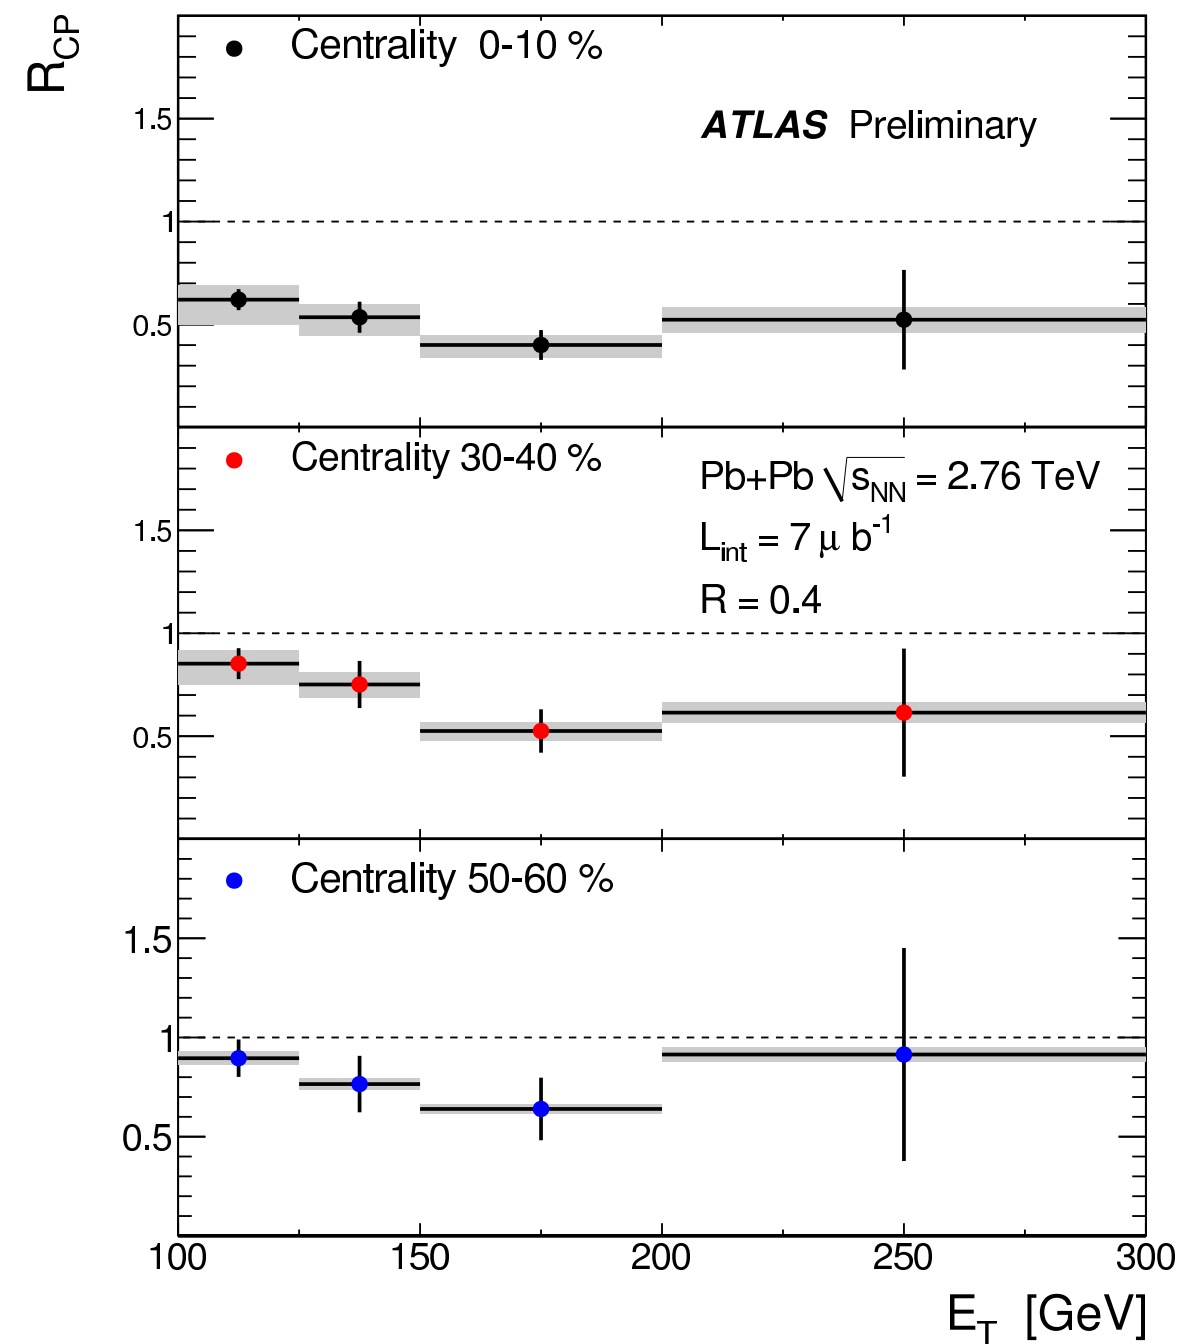 R_CP
Centrality 0-10 %
ATLAS Preliminary
1.5
1
0.5
Centrality 30-40 %
Pb+Pb √s_NN = 2.76 TeV
L_int = 7 μ b^-1
R = 0.4
1.5
1
0.5
Centrality 50-60 %
1.5
1
0.5
100 150 200 250 300
E_T [GeV]